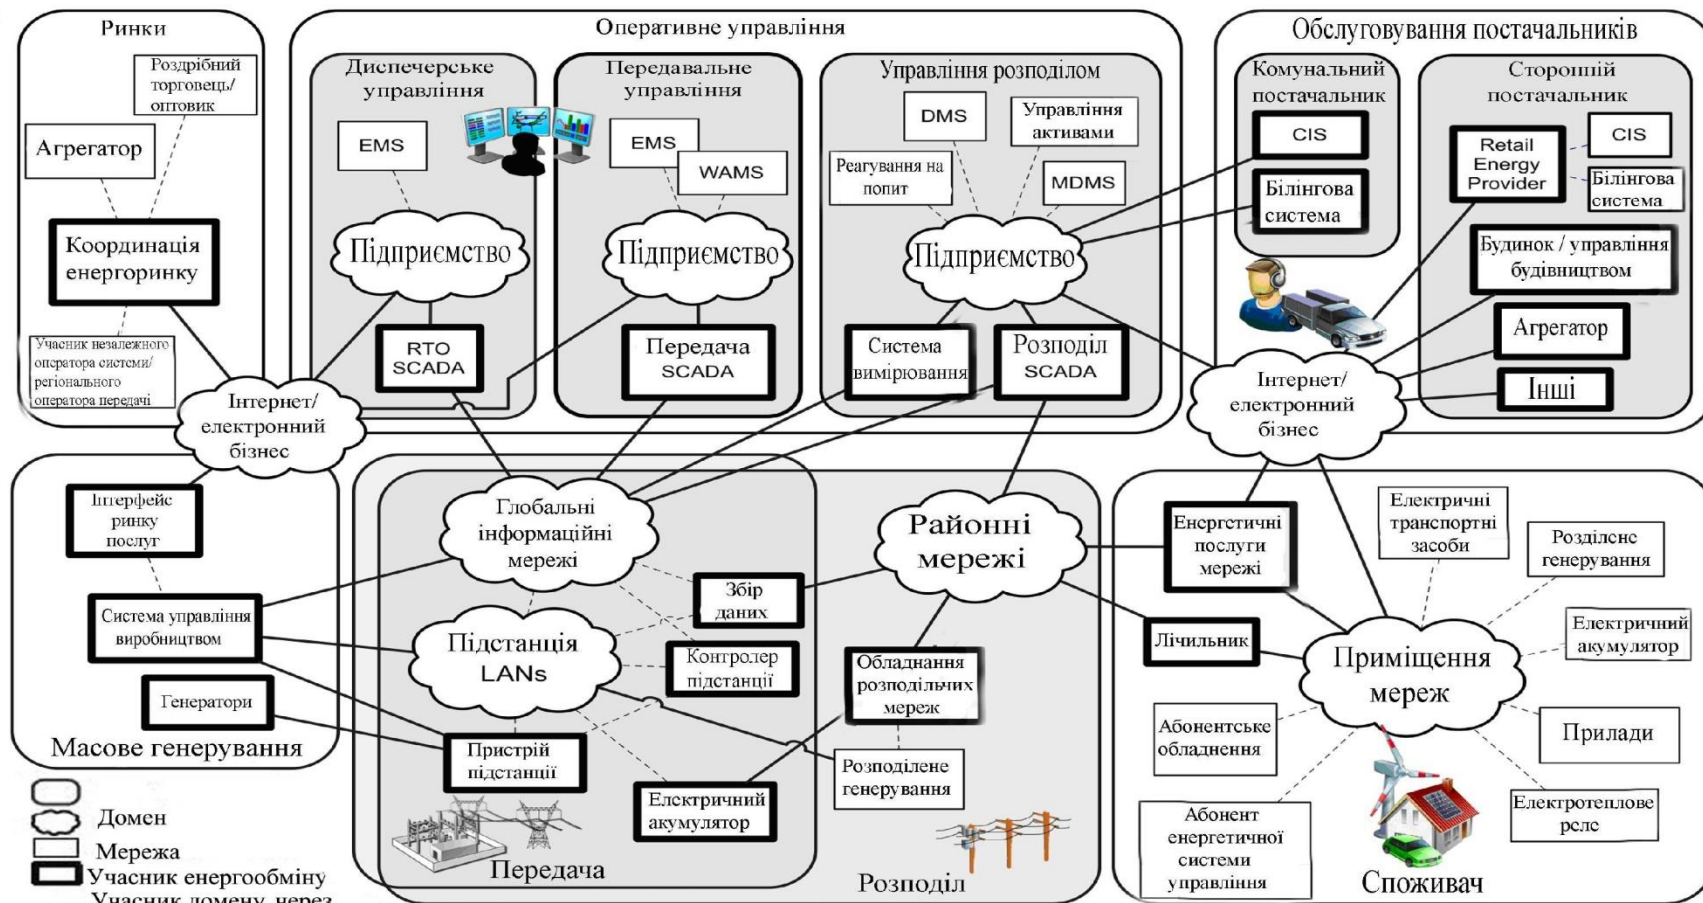 Ринки
Роздрібний
торговець/
оптовик
Агрегатор
Координація
енергоринку
Учасник незалежного
оператора системи/
регіонального
оператора передачі
Інтернет/
електронний
бізнес
Оперативне управління
Диспечерське
управління
EMS
Підприємство
RTO
SCADA
Передавальне
управління
EMS
WAMS
Підприємство
Передача
SCADA
Управління розподілом
DMS
Управління
активами
Реагування на
попит
MDMS
Підприємство
Система
вимірювання
Розподіл
SCADA
Обслуговування постачальників
Комунальний
постачальник
CIS
Білінгова
система
Сторонній
постачальник
Retail
Energy
Provider
CIS
Білінгова
система
Будинок / управління
будівництвом
Агрегатор
Інші
Інтернет/
електронний
бізнес
Інтерфейс
ринку
послуг
Система управління
виробництвом
Генератори
Масове генерування
Глобальні
інформаційні
мережі
Підстанція
LANs
Збір
даних
Контролер
підстанції
Пристрій
підстанції
Електричний
акумулятор
Передача
Районні
мережі
Обладнання
розподільчих
мереж
Розподілене
генерування
Розподіл
Енергетичні
послуги
мережі
Лічильник
Електричні
транспортні
засоби
Розділене
генерування
Електричний
акумулятор
Приміщення
мереж
Абонентське
обладнення
Прилади
Абонент
енергетичної
системи
управління
Електротеплове
реле
Споживач
Домен
Мережа
Учасник енергообміну
Учасник домену через